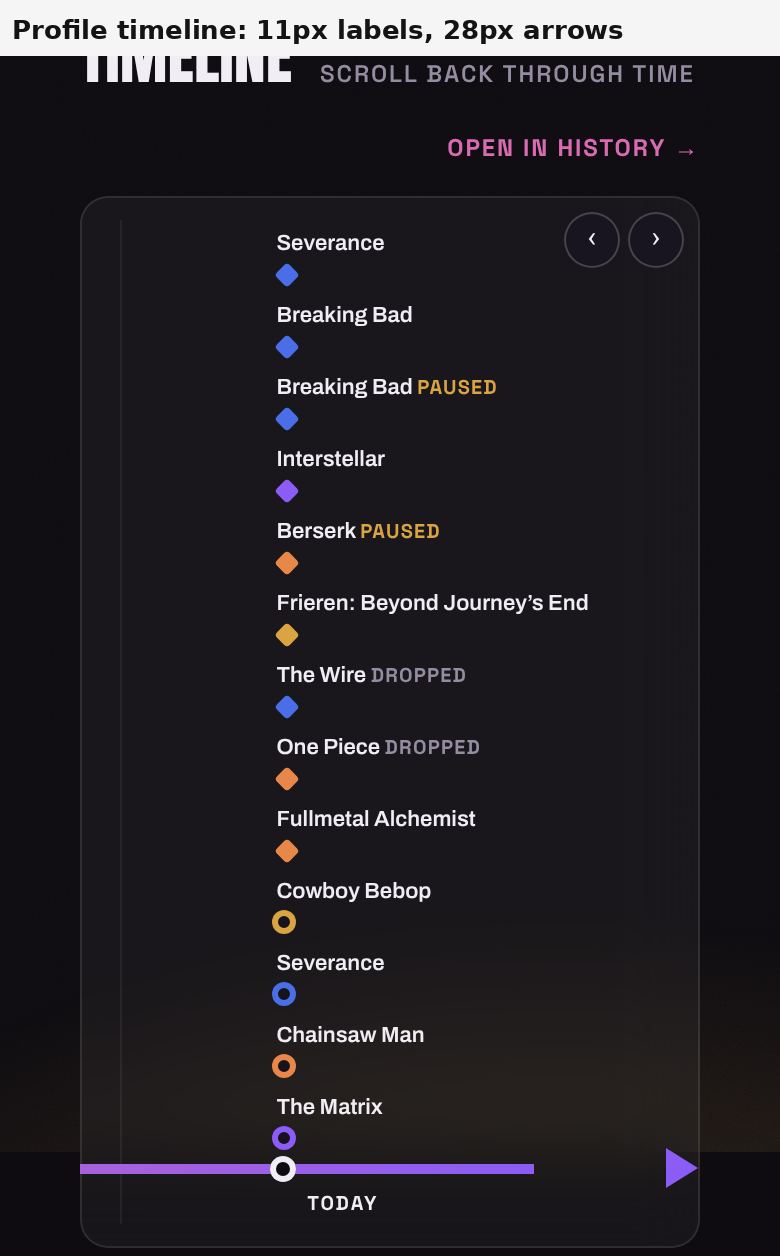 Profile timeline: 11px labels, 28px arrows
TIMELINE SCROLL BACK THROUGH TIME
OPEN IN HISTORY →
‹ ›
Severance
Breaking Bad
Breaking Bad PAUSED
Interstellar
Berserk PAUSED
Frieren: Beyond Journey’s End
The Wire DROPPED
One Piece DROPPED
Fullmetal Alchemist
Cowboy Bebop
Severance
Chainsaw Man
The Matrix
TODAY